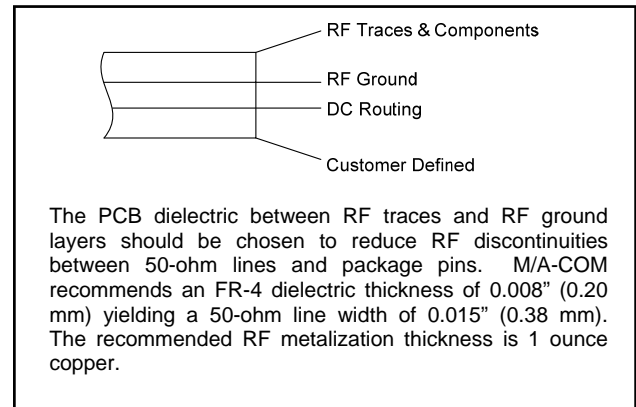 RF Traces & Components
RF Ground
DC Routing
Customer Defined
The PCB dielectric between RF traces and RF ground
layers should be chosen to reduce RF discontinuities
between 50-ohm lines and package pins. M/A-COM
recommends an FR-4 dielectric thickness of 0.008” (0.20
mm) yielding a 50-ohm line width of 0.015” (0.38 mm).
The recommended RF metalization thickness is 1 ounce
copper.